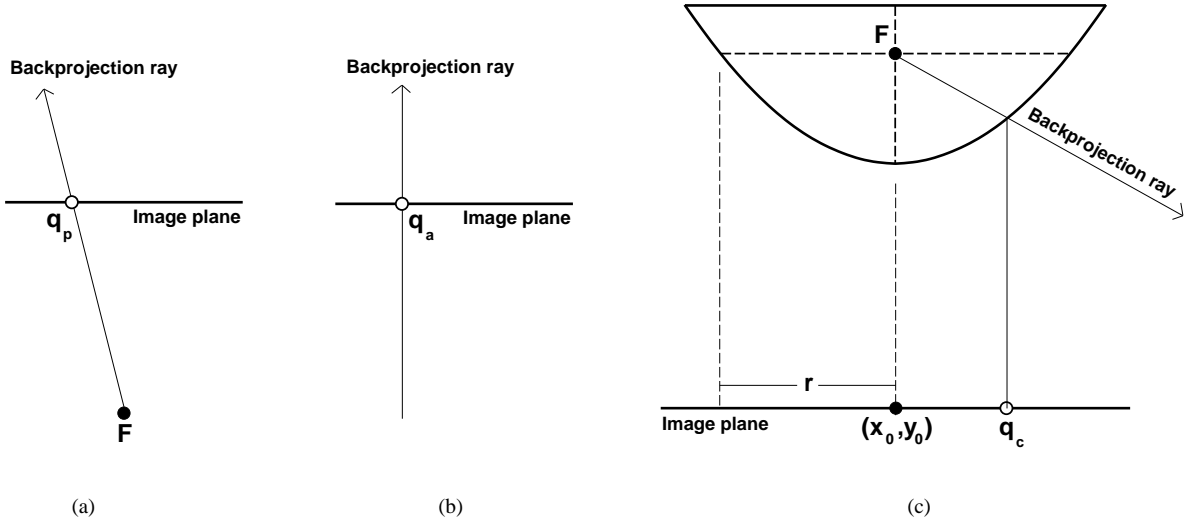 Backprojection ray
q_p
Image plane
F
(a)
Backprojection ray
q_a
Image plane
(b)
F
Backprojection ray
r
Image plane
(x_0,y_0)
q_c
(c)